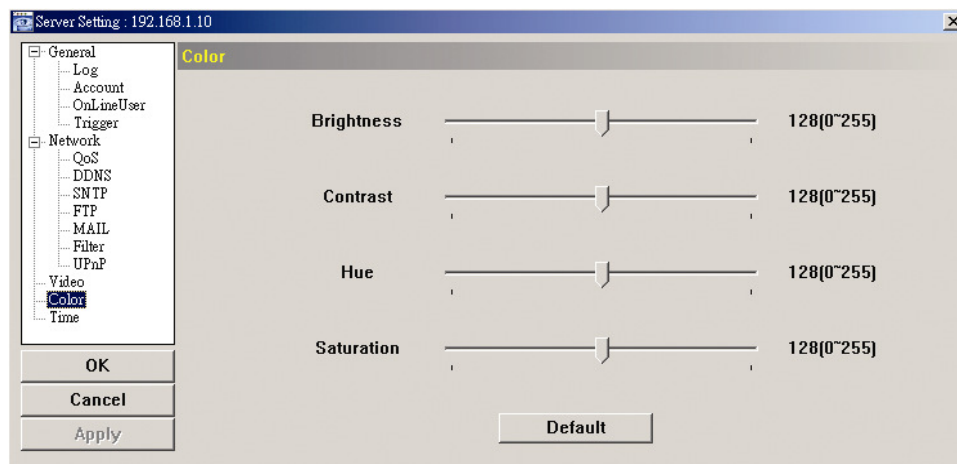 Server Setting : 192.168.1.10
General
Log
Account
OnLineUser
Trigger
Network
QoS
DDNS
SNTP
FTP
MAIL
Filter
UPnP
Video
Color
Time
OK
Cancel
Apply
Color
Brightness 128(0~255)
Contrast 128(0~255)
Hue 128(0~255)
Saturation 128(0~255)
Default